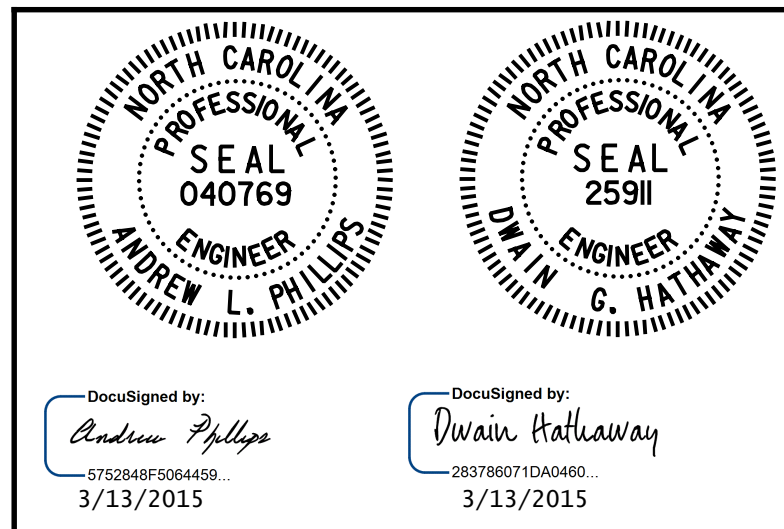 NORTH CAROLINA
PROFESSIONAL
SEAL
040769
ENGINEER
ANDREW L. PHILLIPS
DocuSigned by:
Andrew Phillips
5752848F5064459...
3/13/2015
NORTH CAROLINA
PROFESSIONAL
SEAL
25911
ENGINEER
DWAIN G. HATHAWAY
DocuSigned by:
Dwain Hathaway
283786071DA0460...
3/13/2015